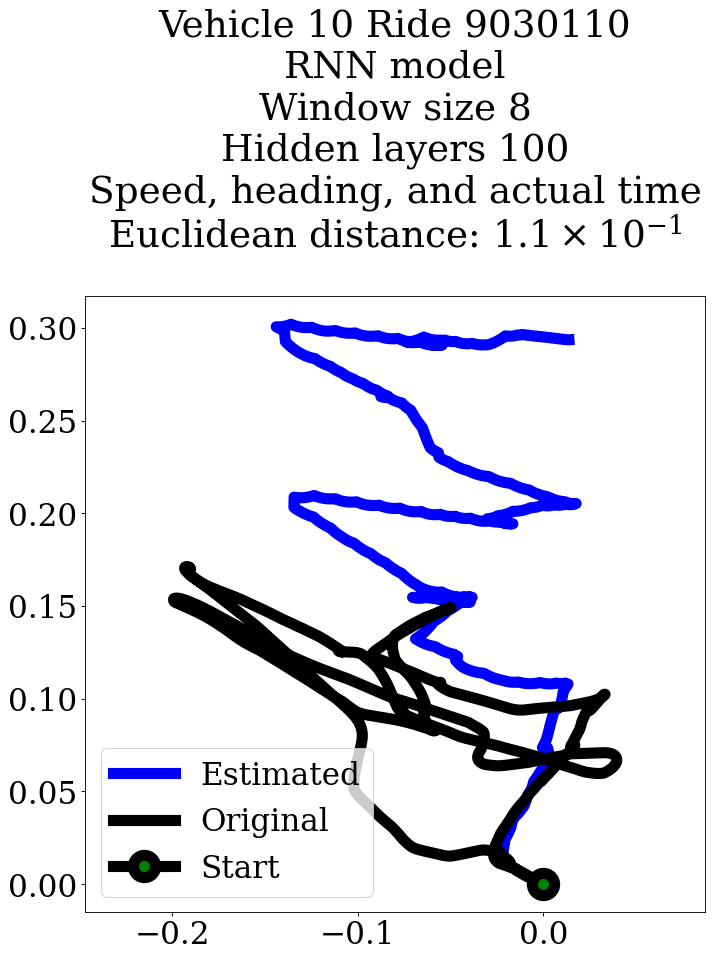 Vehicle 10 Ride 9030110
RNN model
Window size 8
Hidden layers 100
Speed, heading, and actual time
Euclidean distance: 1.1 × 10⁻¹
0.30
0.25
0.20
0.15
0.10
0.05
0.00
Estimated
Original
Start
−0.2
−0.1
0.0